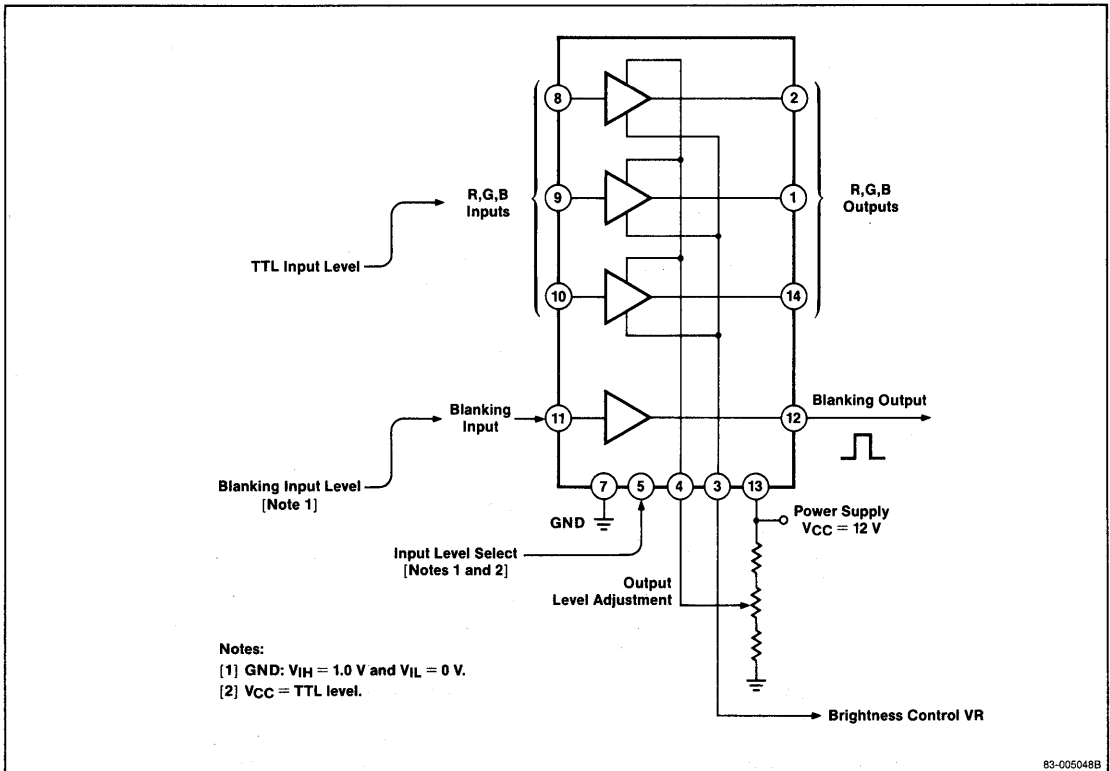 8
2
R,G,B
Inputs
9
1
R,G,B
Outputs
TTL Input Level
10
14
Blanking
Input
11
12
Blanking Output
Blanking Input Level
[Note 1]
7
5
4
3
13
GND
Power Supply
VCC = 12 V
Input Level Select
[Notes 1 and 2]
Output
Level Adjustment
Notes:
[1] GND: VIH = 1.0 V and VIL = 0 V.
[2] VCC = TTL level.
Brightness Control VR
83-005048B